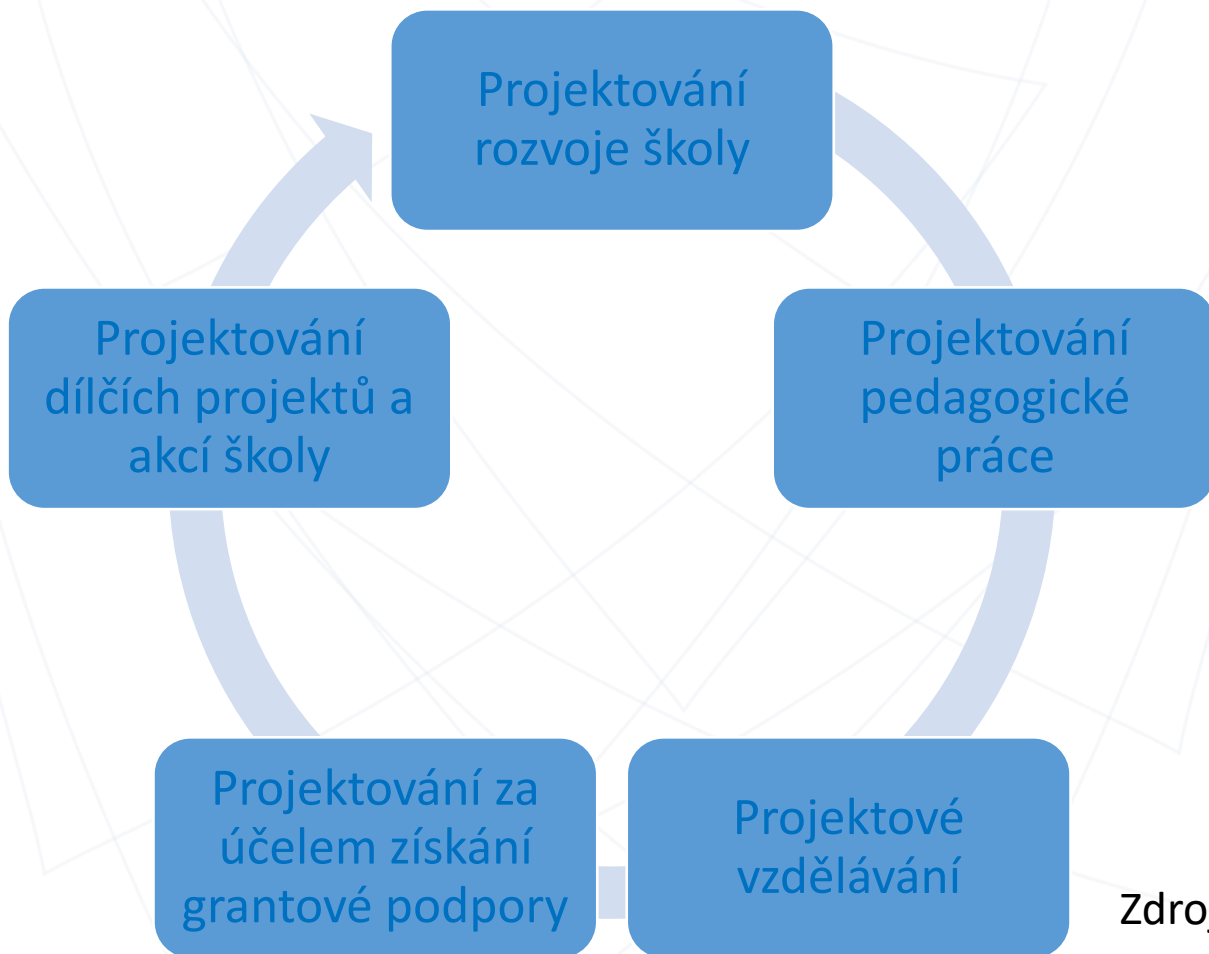 Projektování
rozvoje školy
Projektování
pedagogické
práce
Projektové
vzdělávání
Projektování za
účelem získání
grantové podpory
Projektování
dílčích projektů a
akcí školy
Zdroj